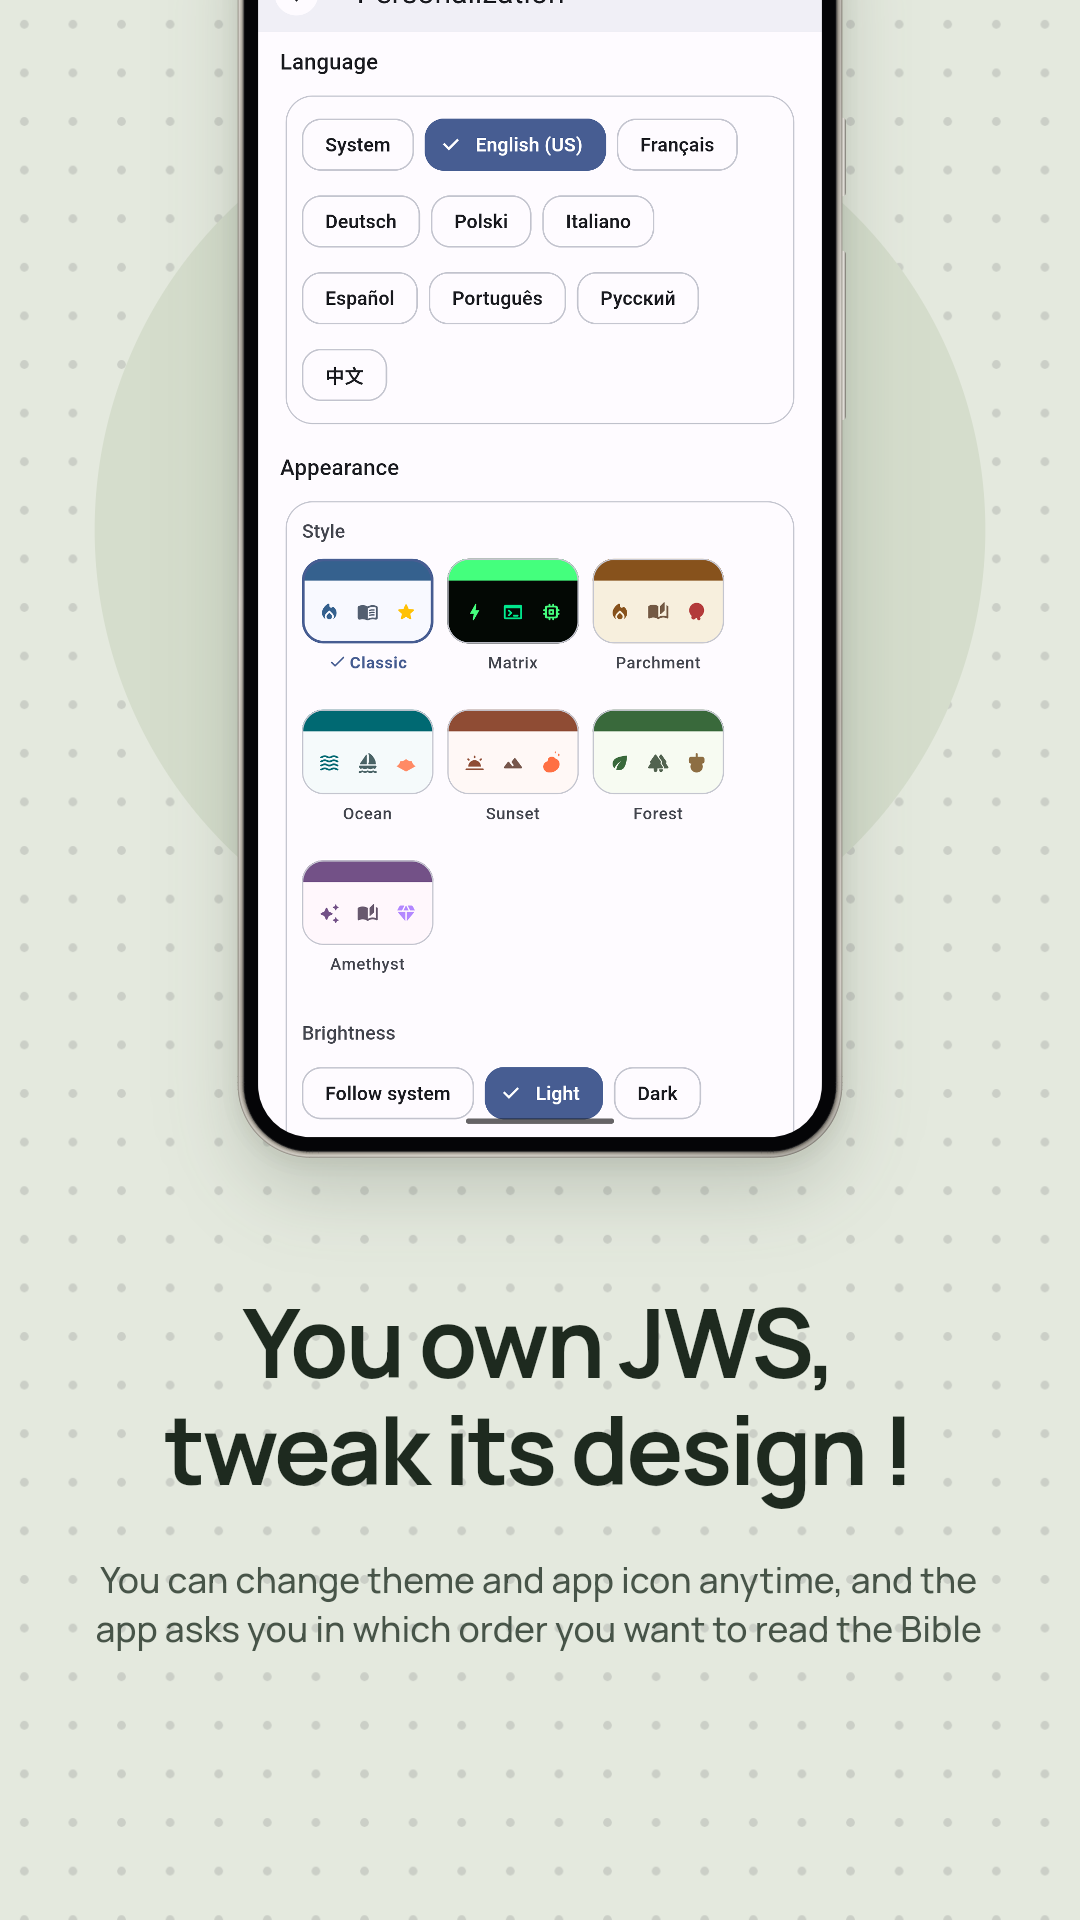 Personalization
Language
System
English (US)
Français
Deutsch
Polski
Italiano
Español
Português
Русский
中文
Appearance
Style
Classic
Matrix
Parchment
Ocean
Sunset
Forest
Amethyst
Brightness
Follow system
Light
Dark
You own JWS,
tweak its design !
You can change theme and app icon anytime, and the
app asks you in which order you want to read the Bible